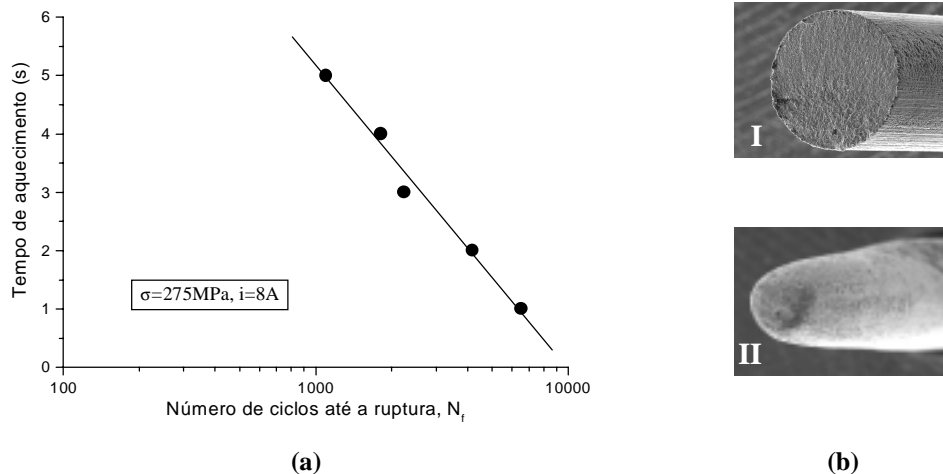 6
5
4
3
2
1
0
Tempo de aquecimento (s)
σ=275MPa, i=8A
100
1000
10000
Número de ciclos até a ruptura, N_f
(a)
I
II
(b)